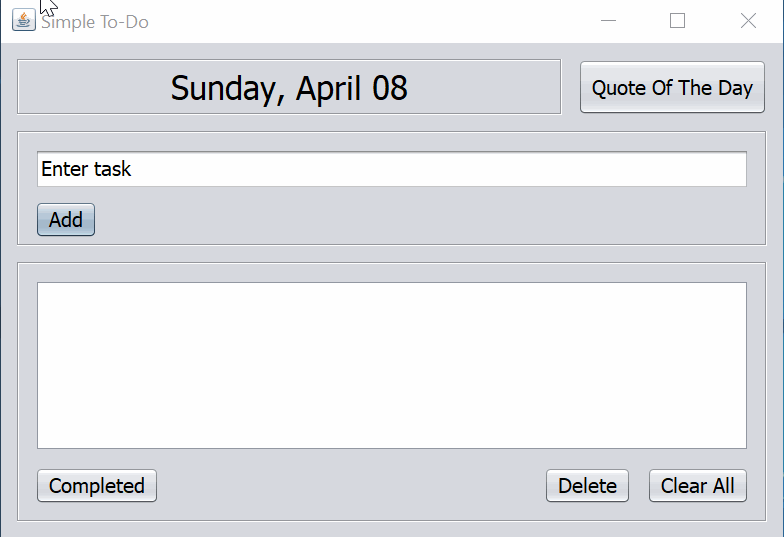 Simple To-Do
Sunday, April 08
Quote Of The Day
Enter task
Add
Completed
Delete
Clear All